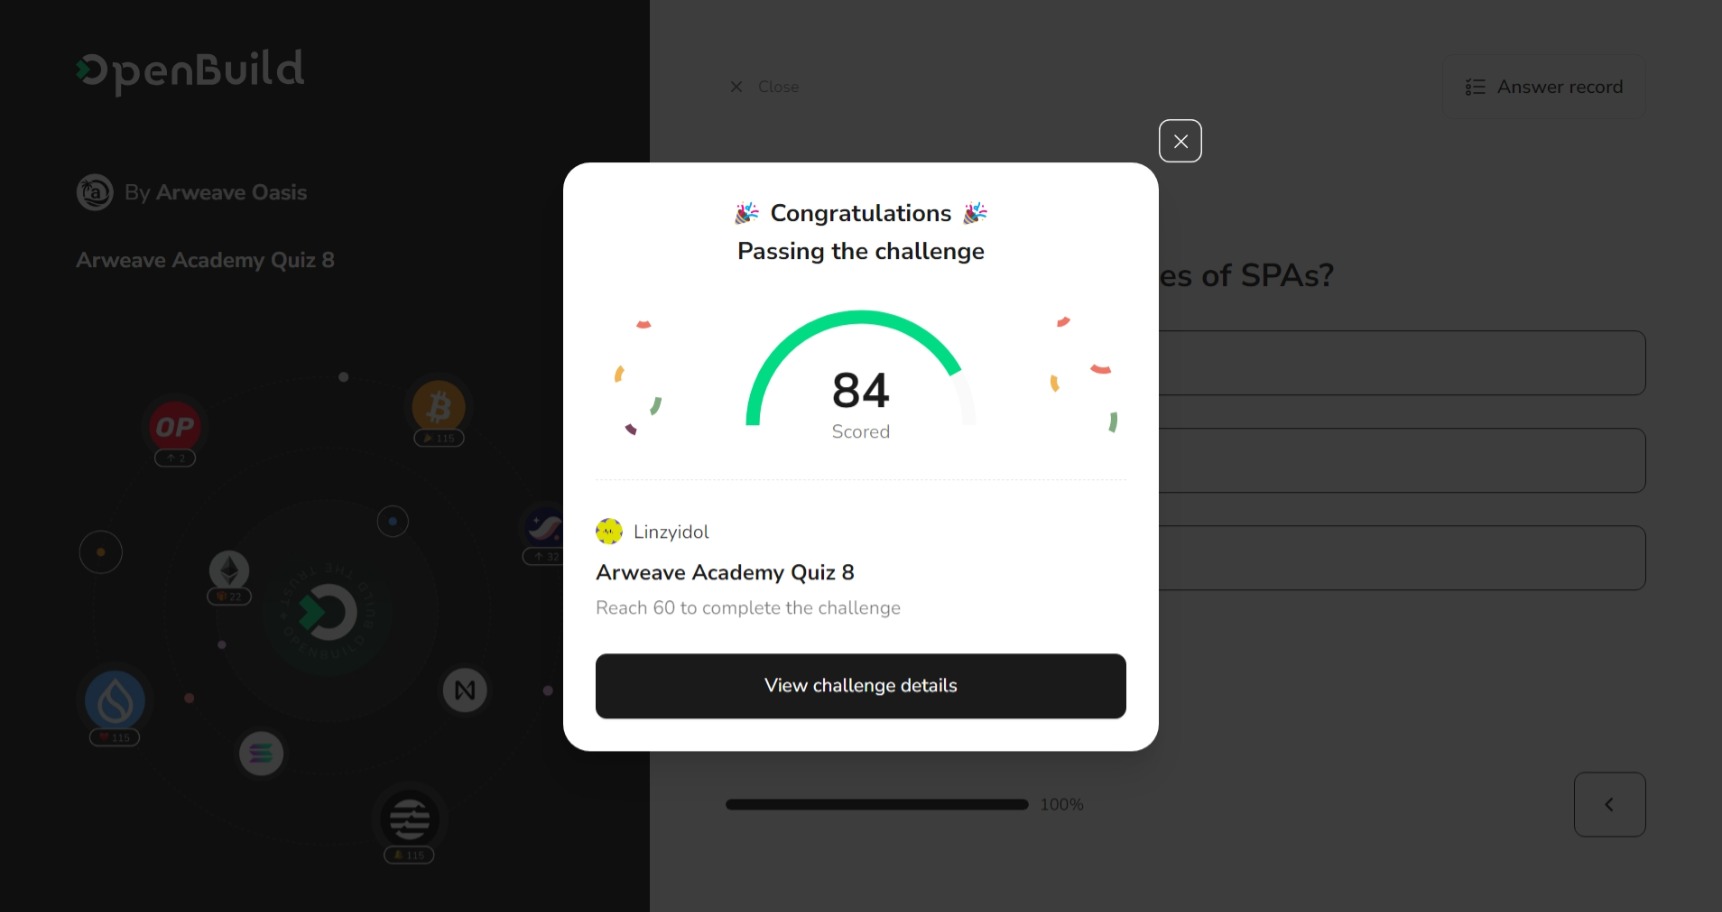 OpenBuild
By Arweave Oasis
Arweave Academy Quiz 8
OP
2
115
32
22
115
115
Close
Answer record
es of SPAs?
🎉 Congratulations 🎉
Passing the challenge
84
Scored
Linzyidol
Arweave Academy Quiz 8
Reach 60 to complete the challenge
View challenge details
100%